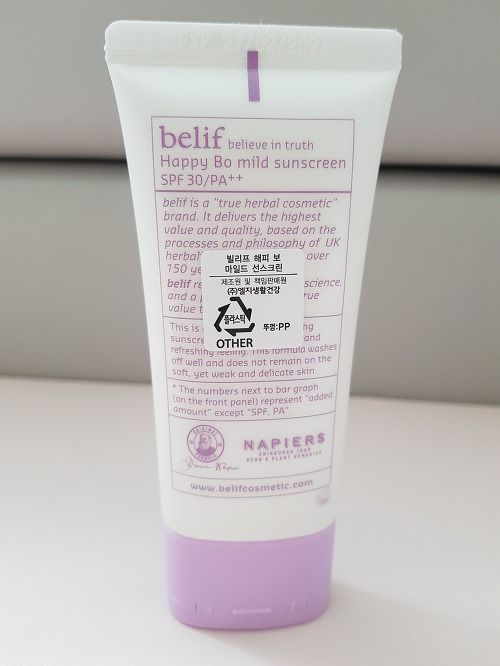 EXP 27/02/202
belif believe in truth
Happy Bo mild sunscreen
SPF 30/PA++
belif is a "true herbal cosmetic"
brand. It delivers the highest
value and quality, based on the
processes and philosophy of UK
herbal over
150 ye
belif science,
and a rue
value t
빌리프 해피 보
마일드 선스크린
제조원 및 책임판매원
(주)엘지생활건강
플라스틱
뚜껑:PP
OTHER
This is
sunscre and
refreshing feeling. This formula washes
off well and does not remain on the
soft, yet weak and delicate skin.
* The numbers next to bar graph
(on the front panel) represent "added
amount" except "SPF, PA".
ORIGINAL
NAPIERS
EDINBURGH 1860
HERB & PLANT REMEDIES
www.belifcosmetic.com